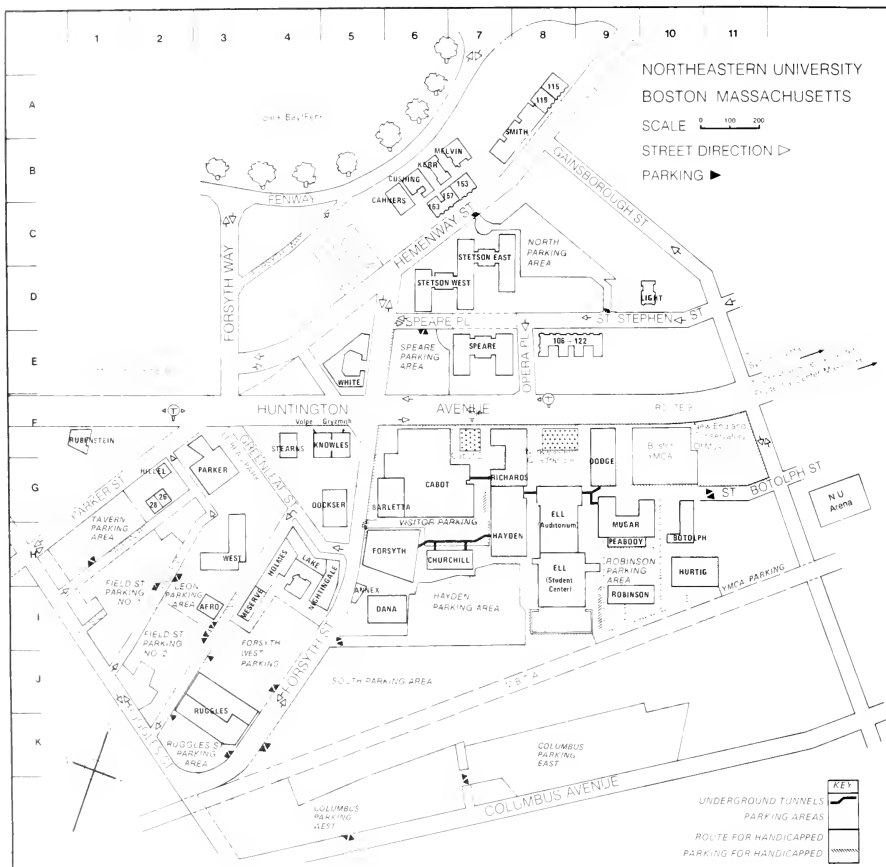 1 2 3 4 5 6 7 8 9 10 11
A
B
C
D
E
F
G
H
I
J
K
NORTHEASTERN UNIVERSITY
BOSTON MASSACHUSETTS
SCALE 0 100 200
STREET DIRECTION
PARKING
115
119
SMITH
MELVIN
KERR
CUSHING
CAHNERS
153
157
163
FENWAY
FORSYTH WAY
HEMENWAY ST
GAINSBOROUGH ST
STETSON EAST
STETSON WEST
NORTH
PARKING
AREA
LIGHT
SPEARE PL
ST STEPHEN ST
SPEARE
PARKING
AREA
SPEARE
OPERA PL
106 - 122
WHITE
HUNTINGTON AVENUE
ROUTE 9
T
T
RUBENSTEIN
Volpe Gryzmish
STEARNS
KNOWLES
HILLEL
PARKER
GREENLEAF ST
PARKER ST
26
28
CABOT
RICHARDS
DODGE
YMCA
ST BOTOLPH ST
N U
Arena
DOCKSER
BARLETTA
VISITOR PARKING
ELL
(Auditorium)
MUGAR
PEABODY
BOTOLPH
TAVERN
PARKING
AREA
WEST
HOLMES
LAKE
MESERVE
NIGHTINGALE
FORSYTH
CHURCHILL
HAYDEN
ELL
(Student
Center)
ROBINSON
PARKING
AREA
HURTIG
YMCA PARKING
FIELD ST
PARKING
LEON
PARKING
AREA
AFRO
ANNEX
DANA
HAYDEN
PARKING AREA
ROBINSON
FIELD ST
PARKING
NO 2
FORSYTH
WEST
PARKING
FORSYTH ST
SOUTH PARKING AREA
M B T A
RUGGLES
RUGGLES ST
PARKING
AREA
COLUMBUS
PARKING
EAST
COLUMBUS
PARKING
WEST
COLUMBUS AVENUE
KEY
UNDERGROUND TUNNELS
PARKING AREAS
ROUTE FOR HANDICAPPED
PARKING FOR HANDICAPPED